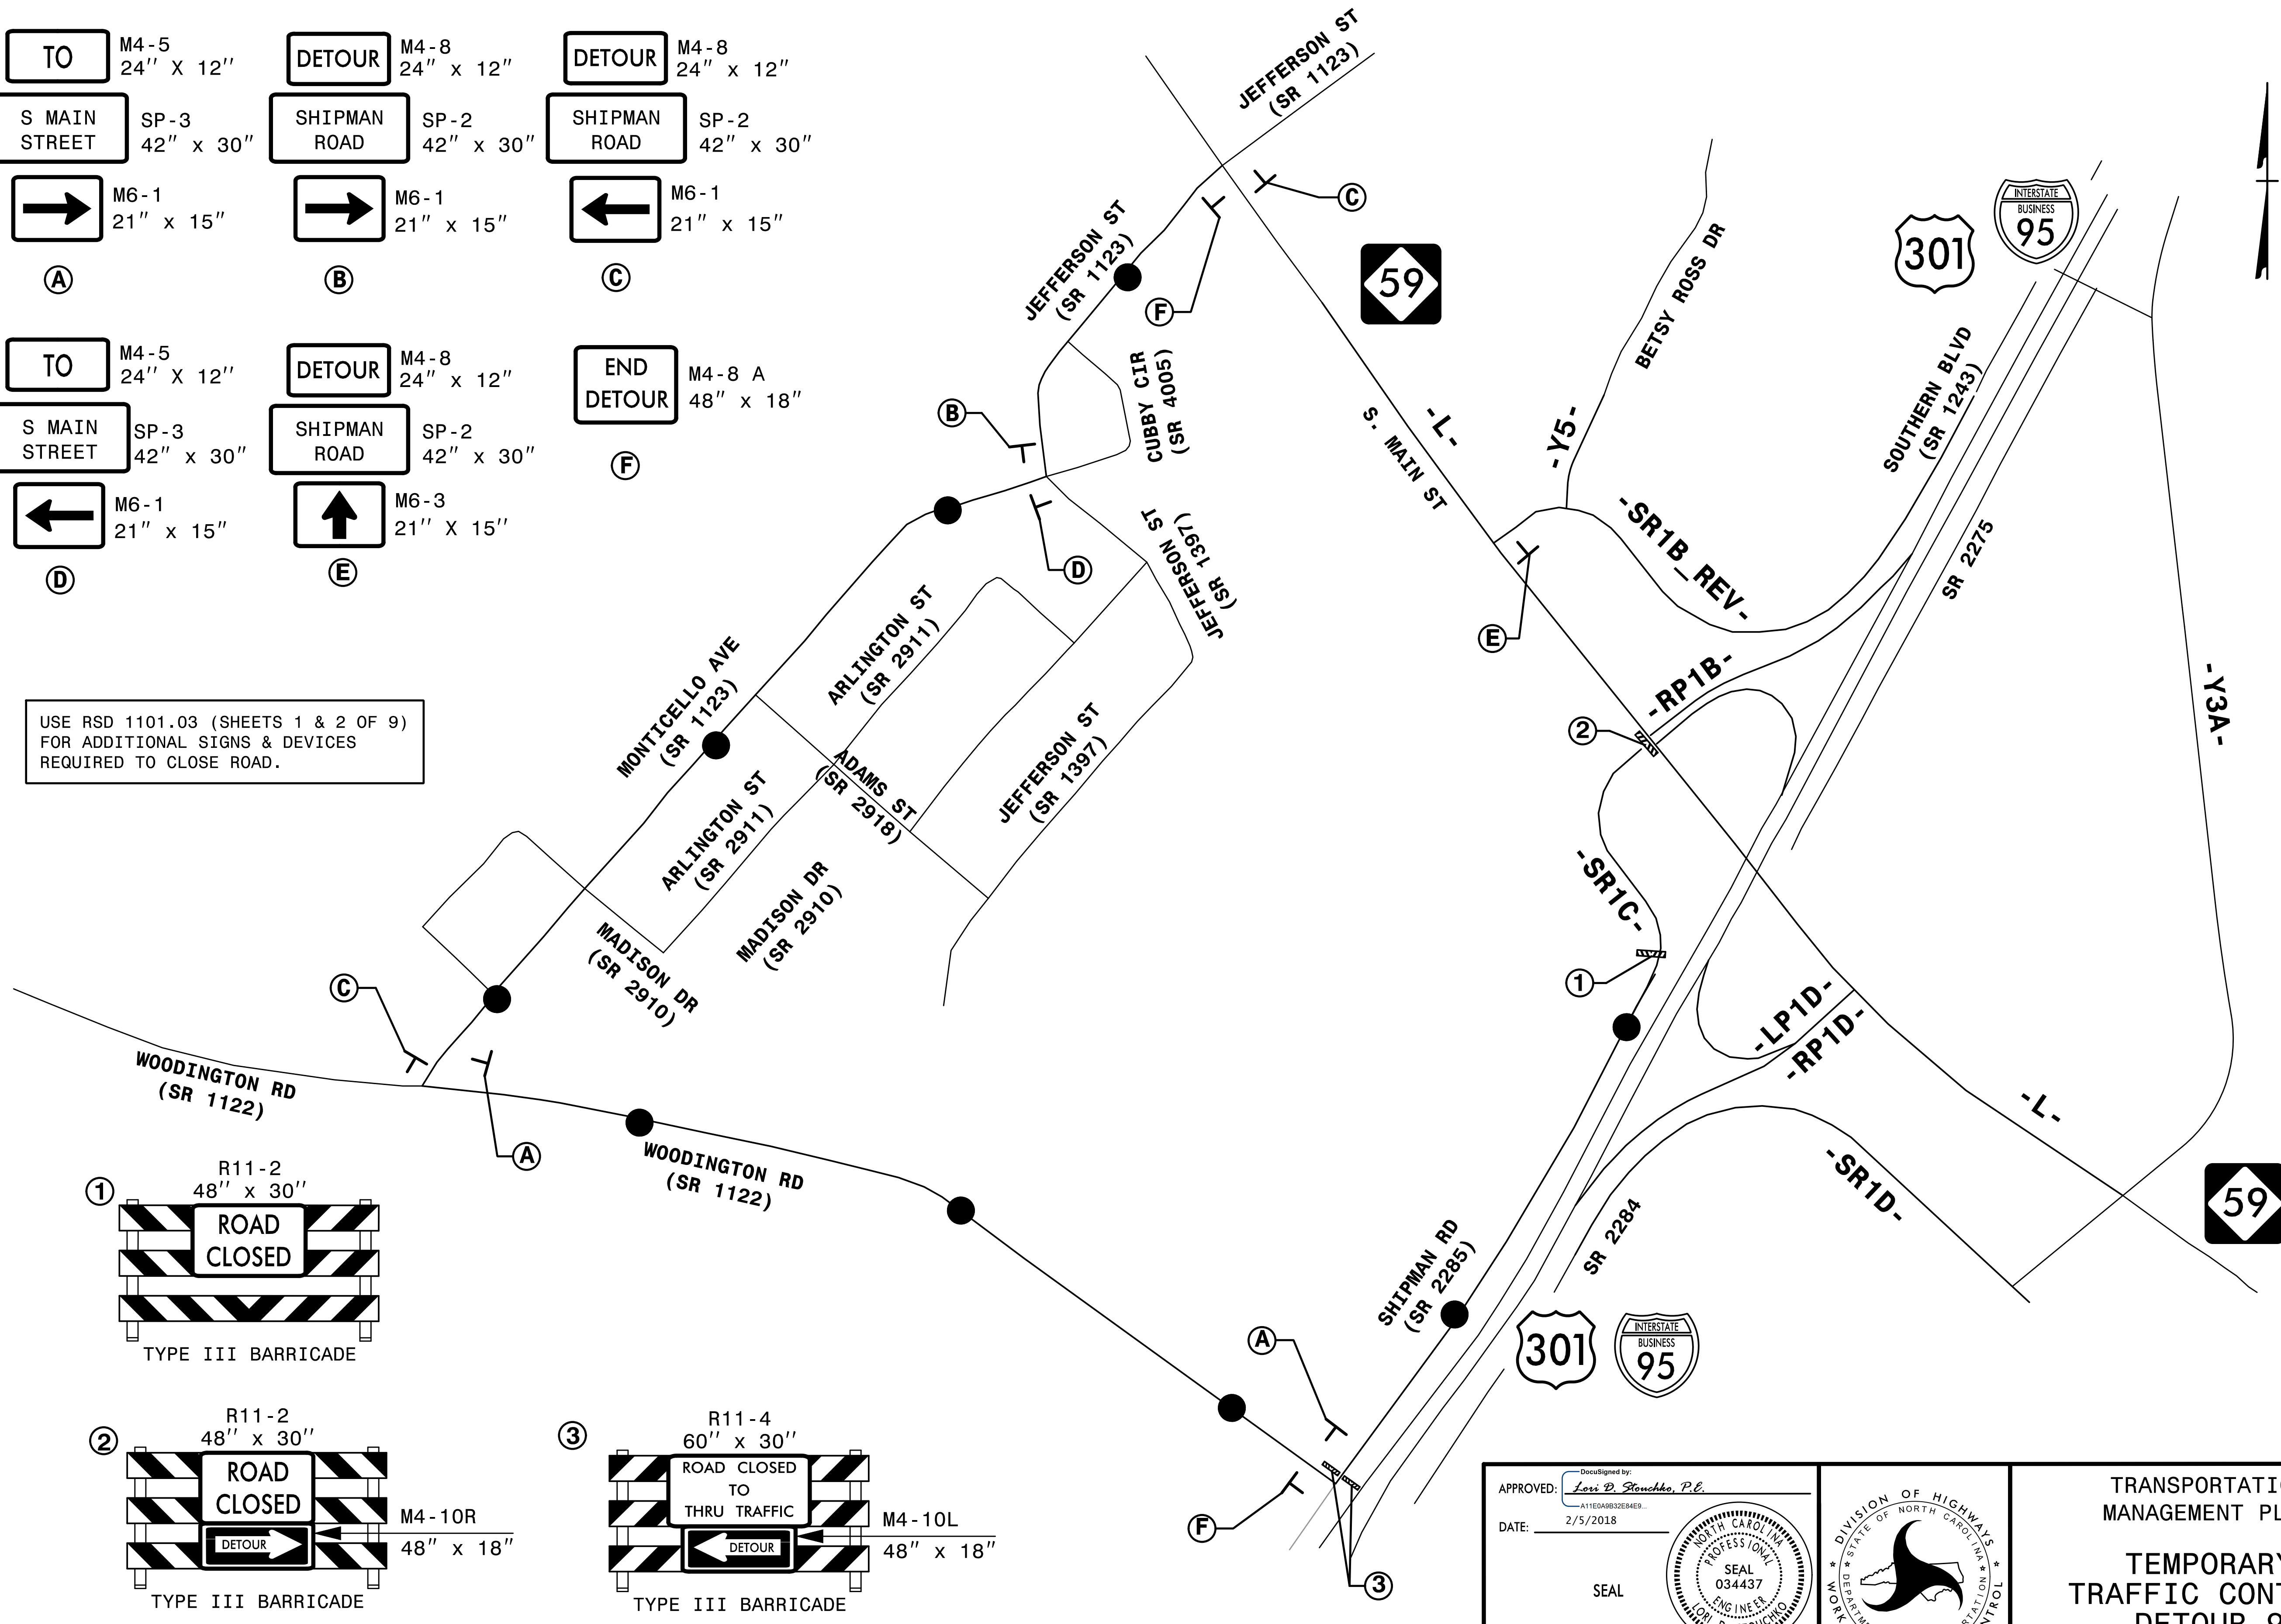 TO
M4-5
24" X 12"
S MAIN
STREET
SP-3
42" x 30"
M6-1
21" x 15"
A
DETOUR
M4-8
24" x 12"
SHIPMAN
ROAD
SP-2
42" x 30"
M6-1
21" x 15"
B
DETOUR
M4-8
24" x 12"
SHIPMAN
ROAD
SP-2
42" x 30"
M6-1
21" x 15"
C
TO
M4-5
24" X 12"
S MAIN
STREET
SP-3
42" x 30"
M6-1
21" x 15"
D
DETOUR
M4-8
24" x 12"
SHIPMAN
ROAD
SP-2
42" x 30"
M6-3
21" X 15"
E
END
DETOUR
M4-8 A
48" x 18"
F
USE RSD 1101.03 (SHEETS 1 & 2 OF 9)
FOR ADDITIONAL SIGNS & DEVICES
REQUIRED TO CLOSE ROAD.
JEFFERSON ST
(SR 1123)
C
JEFFERSON ST
(SR 1123)
F
59
BETSY ROSS DR
301
INTERSTATE
BUSINESS
95
SOUTHERN BLVD
(SR 1243)
CUBBY CIR
(SR 4005)
B
-L-
S. MAIN ST
-Y5-
-SR1B_REV-
SR 2275
JEFFERSON ST
(SR 1397)
D
E
ARLINGTON ST
(SR 2911)
MONTICELLO AVE
(SR 1123)
-RP1B-
2
-Y3A-
ADAMS ST
(SR 2918)
JEFFERSON ST
(SR 1397)
ARLINGTON ST
(SR 2911)
MADISON DR
(SR 2910)
MADISON DR
(SR 2910)
-SR1C-
1
C
WOODINGTON RD
(SR 1122)
A
WOODINGTON RD
(SR 1122)
-LP1D-
-RP1D-
-L-
-SR1D-
59
SR 2284
SHIPMAN RD
(SR 2285)
301
INTERSTATE
BUSINESS
95
A
F
3
1
R11-2
48" x 30"
ROAD
CLOSED
TYPE III BARRICADE
2
R11-2
48" x 30"
ROAD
CLOSED
DETOUR
M4-10R
48" x 18"
TYPE III BARRICADE
3
R11-4
60" x 30"
ROAD CLOSED
TO
THRU TRAFFIC
DETOUR
M4-10L
48" x 18"
TYPE III BARRICADE
APPROVED:
DocuSigned by:
Lori D. Stouchko, P.E.
A11E0A9B32E84E9...
DATE:
2/5/2018
SEAL
NORTH CAROLINA
PROFESSIONAL
SEAL
034437
ENGINEER
DIVISION OF HIGHWAYS
STATE OF NORTH CAROLINA
TRANSPORTATI
MANAGEMENT PL
TEMPORARY
TRAFFIC CONT